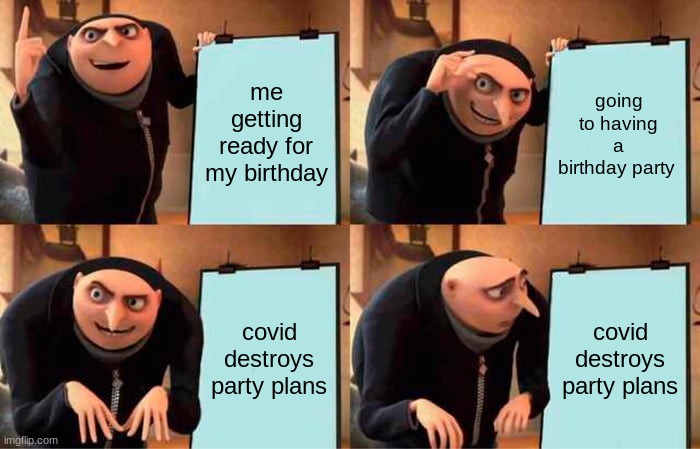 me
getting
ready for
my birthday
going
to having
a
birthday party
covid
destroys
party plans
covid
destroys
party plans
imgflip.com